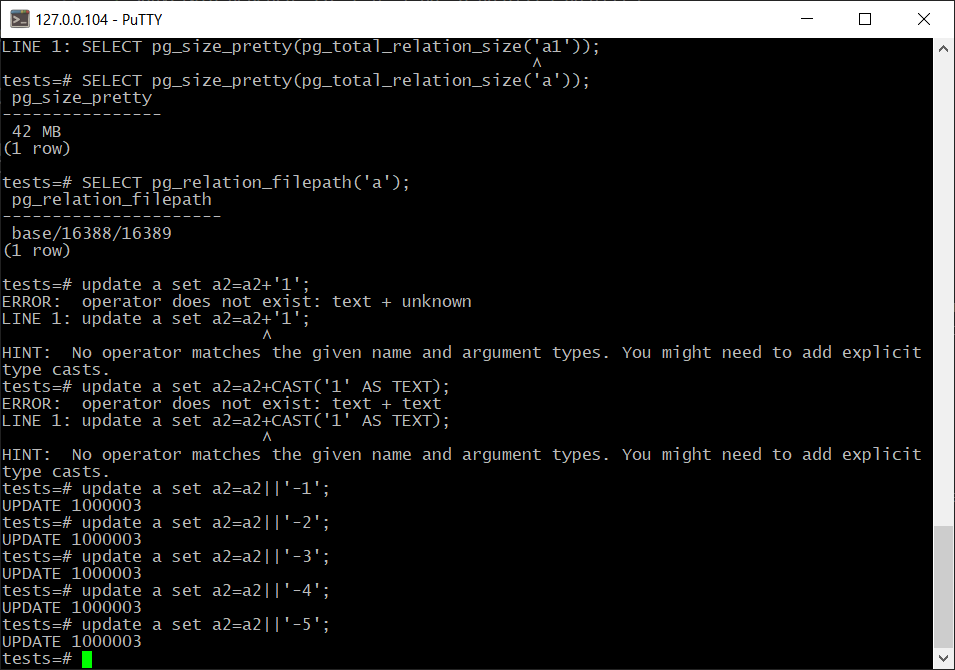 127.0.0.104 - PuTTY
LINE 1: SELECT pg_size_pretty(pg_total_relation_size('a1'));
^
tests=# SELECT pg_size_pretty(pg_total_relation_size('a'));
pg_size_pretty
----------------
42 MB
(1 row)
tests=# SELECT pg_relation_filepath('a');
pg_relation_filepath
----------------------
base/16388/16389
(1 row)
tests=# update a set a2=a2+'1';
ERROR:  operator does not exist: text + unknown
LINE 1: update a set a2=a2+'1';
^
HINT:  No operator matches the given name and argument types. You might need to add explicit
type casts.
tests=# update a set a2=a2+CAST('1' AS TEXT);
ERROR:  operator does not exist: text + text
LINE 1: update a set a2=a2+CAST('1' AS TEXT);
^
HINT:  No operator matches the given name and argument types. You might need to add explicit
type casts.
tests=# update a set a2=a2||'-1';
UPDATE 1000003
tests=# update a set a2=a2||'-2';
UPDATE 1000003
tests=# update a set a2=a2||'-3';
UPDATE 1000003
tests=# update a set a2=a2||'-4';
UPDATE 1000003
tests=# update a set a2=a2||'-5';
UPDATE 1000003
tests=#